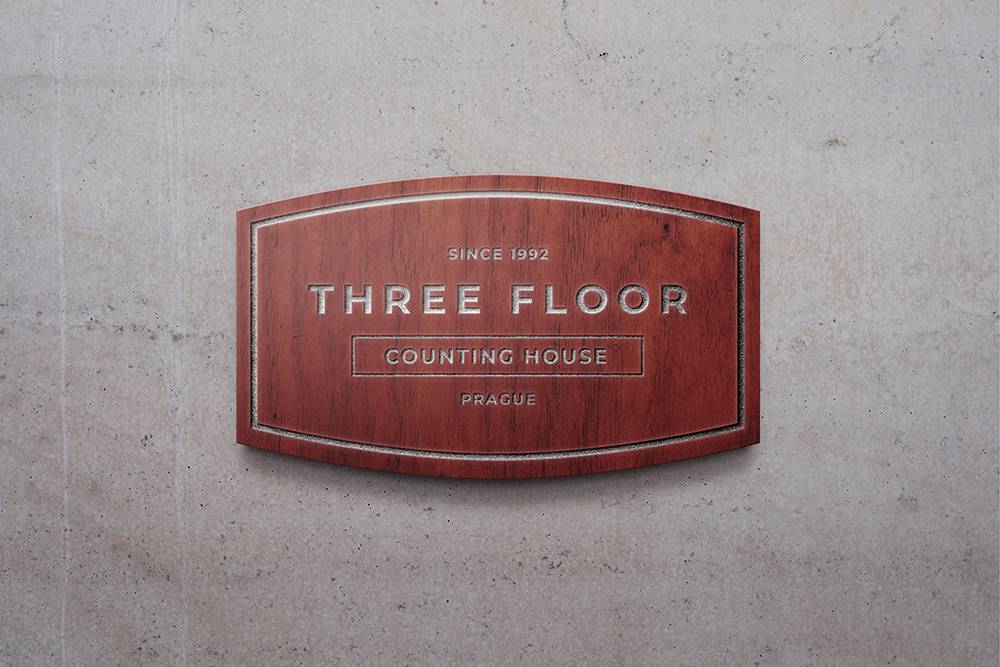 SINCE 1992
THREE FLOOR
COUNTING HOUSE
PRAGUE